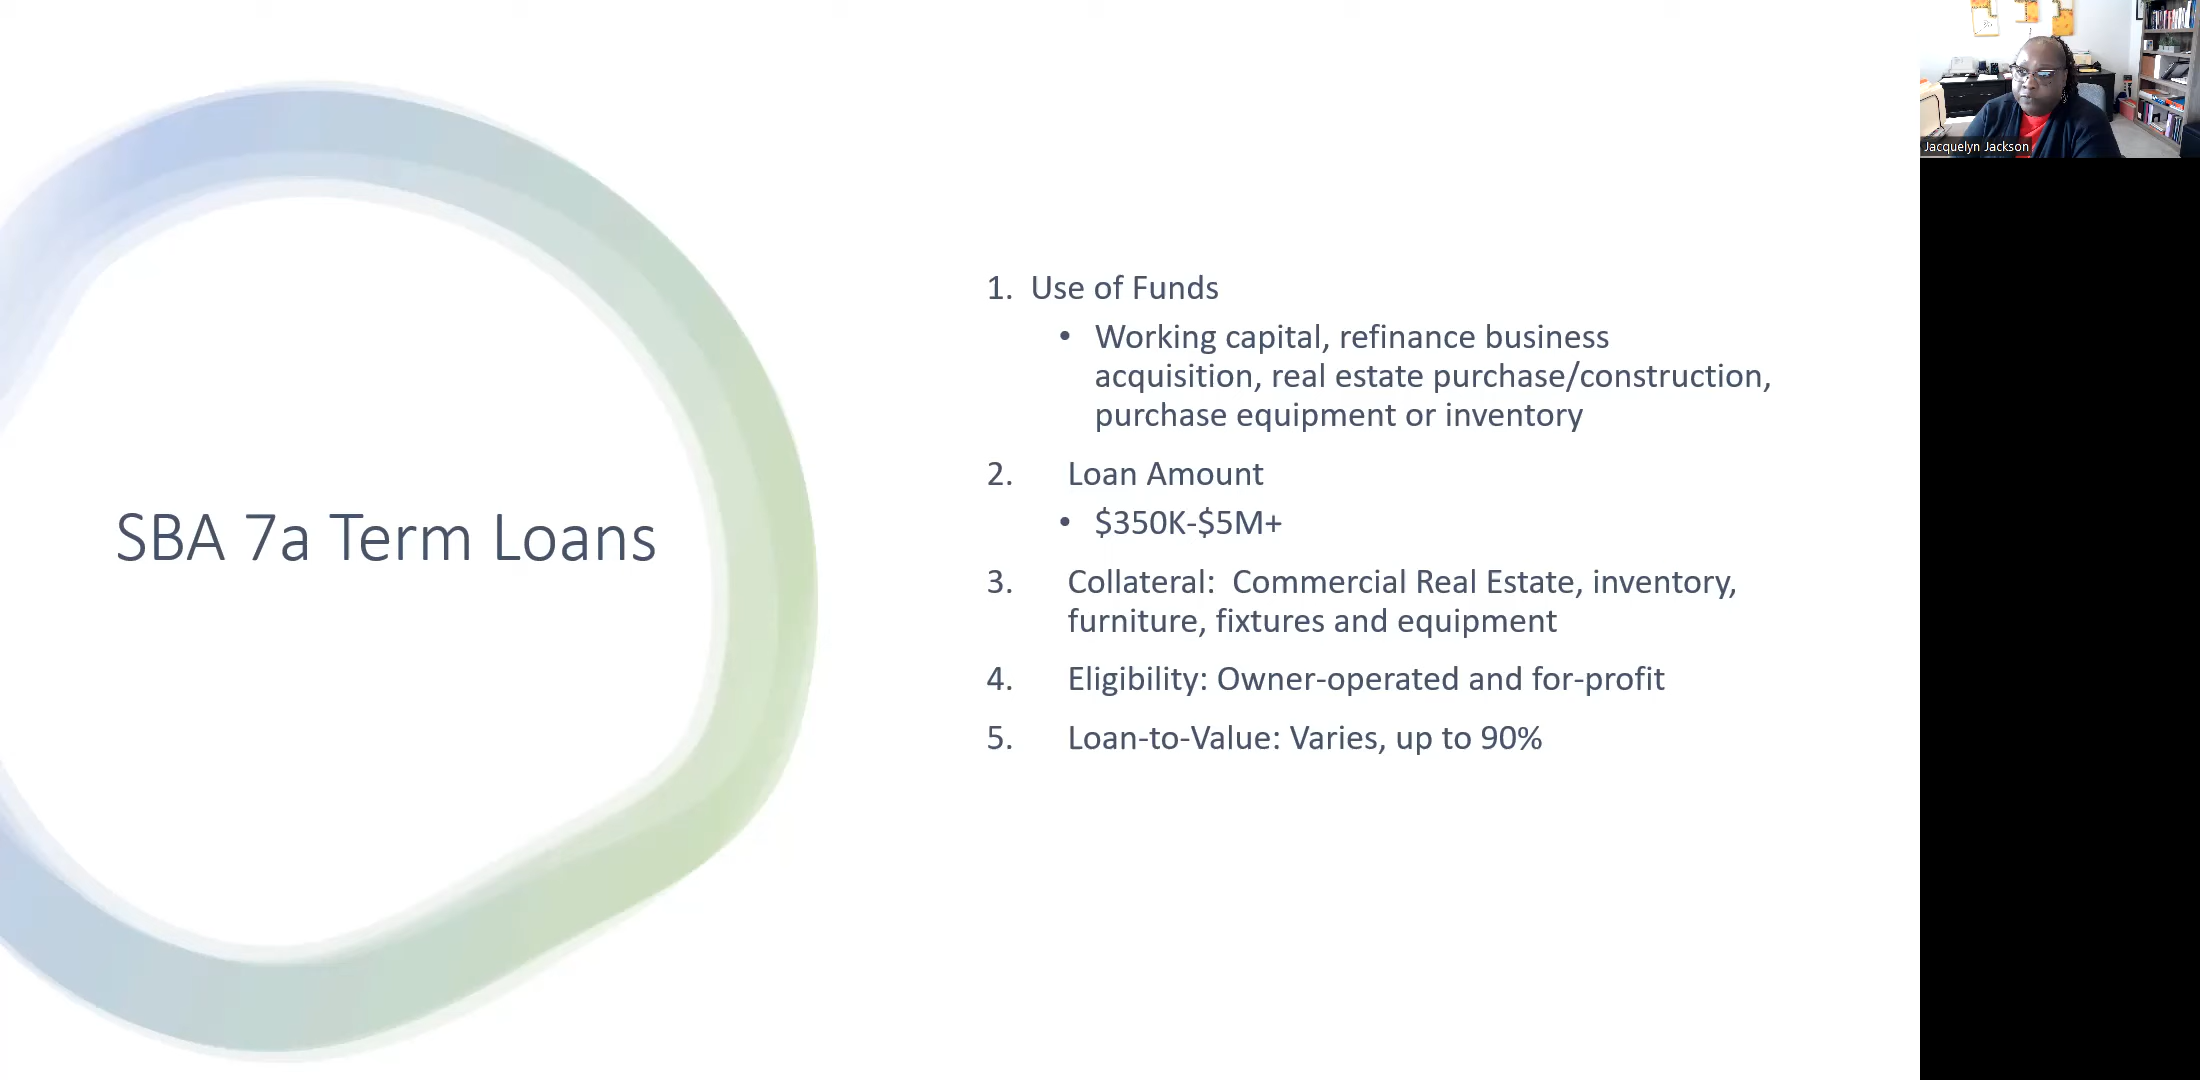 SBA 7a Term Loans
1. Use of Funds
• Working capital, refinance business
acquisition, real estate purchase/construction,
purchase equipment or inventory
2. Loan Amount
• $350K-$5M+
3. Collateral: Commercial Real Estate, inventory,
furniture, fixtures and equipment
4. Eligibility: Owner-operated and for-profit
5. Loan-to-Value: Varies, up to 90%
Jacquelyn Jackson